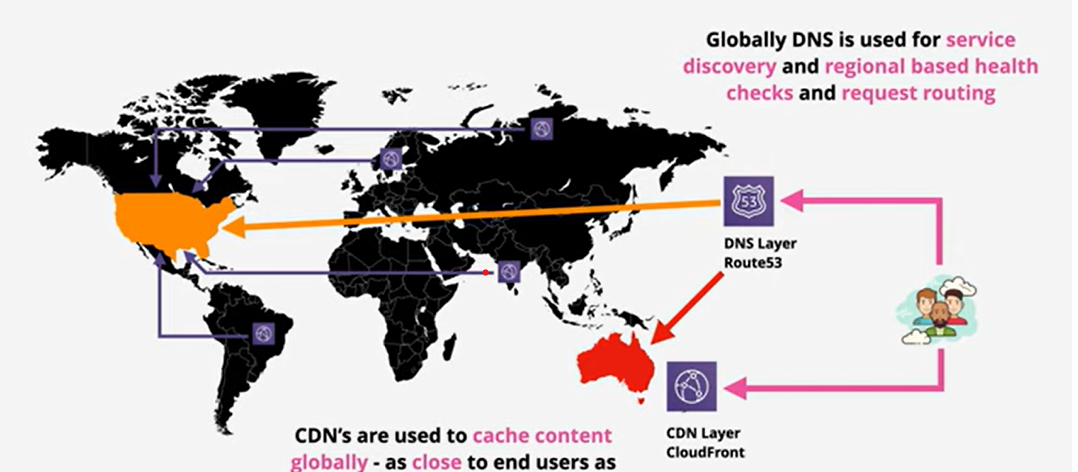 Globally DNS is used for service
discovery and regional based health
checks and request routing
53
DNS Layer
Route53
CDN Layer
CloudFront
CDN's are used to cache content
globally - as close to end users as